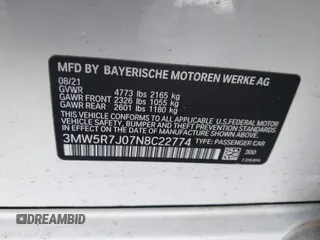 MFD BY BAYERISCHE MOTOREN WERKE AG
08/21
GVWR 4773 lbs 2165 kg
GAWR FRONT 2326 lbs 1055 kg
GAWR REAR 2601 lbs 1180 kg
THIS VEHICLE CONFORMS TO ALL APPLICABLE U.S. FEDERAL MOTOR
VEHICLE SAFETY, BUMPER, AND THEFT PREVENTION STANDARDS IN
EFFECT ON THE DATE OF MANUFACTURE SHOWN ABOVE.
3MW5R7J07N8C22774 TYPE: PASSENGER CAR
300
© AUTOBIDMASTER
DREAMBID